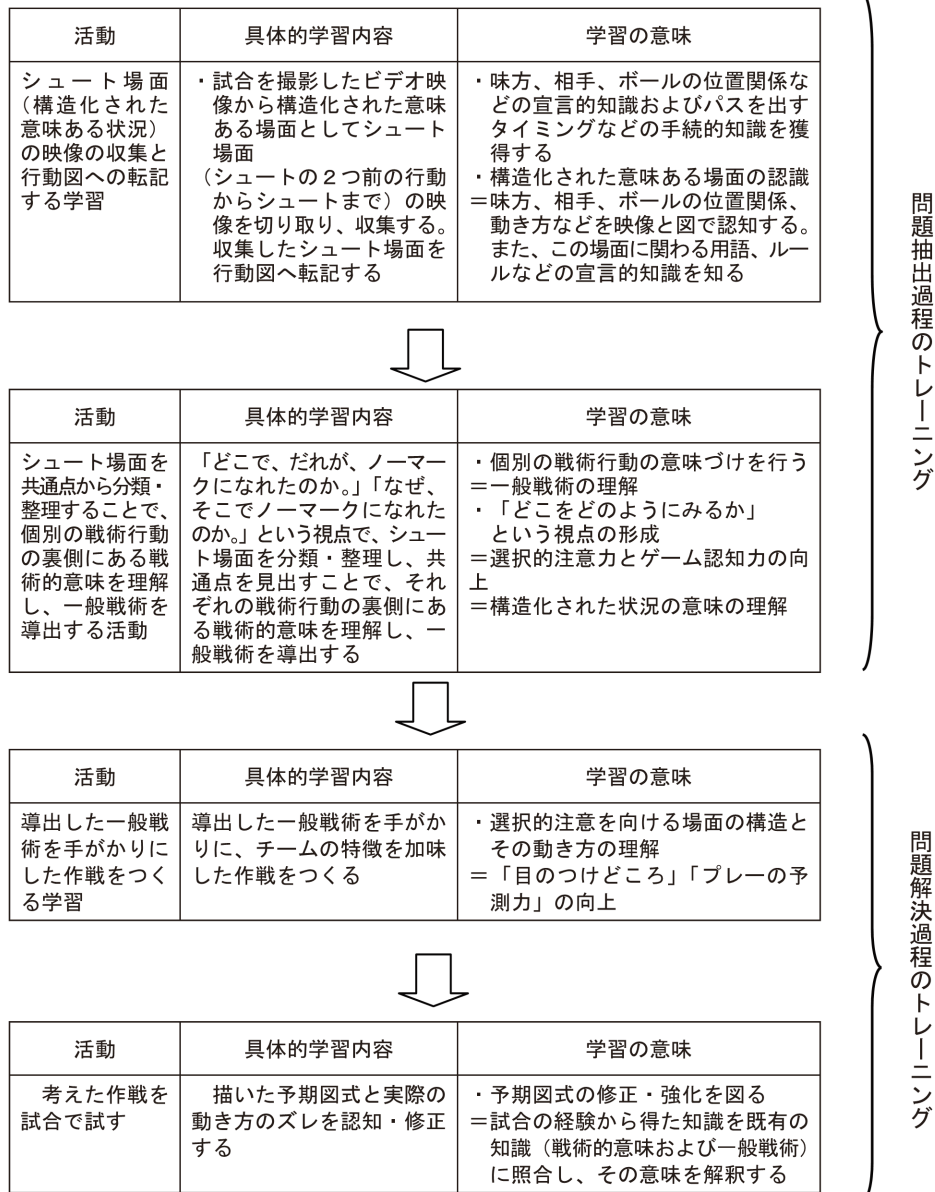 活動
具体的学習内容
学習の意味
シュート場面
（構造化された
意味ある状況）
の映像の収集と
行動図への転記
する学習
・試合を撮影したビデオ映
像から構造化された意味
ある場面としてシュート
場面
（シュートの２つ前の行動
からシュートまで）の映
像を切り取り、収集する。
収集したシュート場面を
行動図へ転記する
・味方、相手、ボールの位置関係な
どの宣言的知識およびパスを出す
タイミングなどの手続的知識を獲
得する
・構造化された意味ある場面の認識
＝味方、相手、ボールの位置関係、
動き方などを映像と図で認知する。
また、この場面に関わる用語、ルー
ルなどの宣言的知識を知る
活動
具体的学習内容
学習の意味
シュート場面を
共通点から分類・
整理することで、
個別の戦術行動
の裏側にある戦
術的意味を理解
し、一般戦術を
導出する活動
「どこで、だれが、ノーマー
クになれたのか。」「なぜ、
そこでノーマークになれた
のか。」という視点で、シュー
ト場面を分類・整理し、共
通点を見出すことで、それ
ぞれの戦術行動の裏側にあ
る戦術的意味を理解し、一
般戦術を導出する
・個別の戦術行動の意味づけを行う
＝一般戦術の理解
・「どこをどのようにみるか」
という視点の形成
＝選択的注意力とゲーム認知力の向
上
＝構造化された状況の意味の理解
問題抽出過程のトレーニング
活動
具体的学習内容
学習の意味
導出した一般戦
術を手がかりに
した作戦をつく
る学習
導出した一般戦術を手がか
りに、チームの特徴を加味
した作戦をつくる
・選択的注意を向ける場面の構造と
その動き方の理解
＝「目のつけどころ」「プレーの予
測力」の向上
活動
具体的学習内容
学習の意味
考えた作戦を
試合で試す
描いた予期図式と実際の
動き方のズレを認知・修正
する
・予期図式の修正・強化を図る
＝試合の経験から得た知識を既有の
知識（戦術的意味および一般戦術）
に照合し、その意味を解釈する
問題解決過程のトレーニング